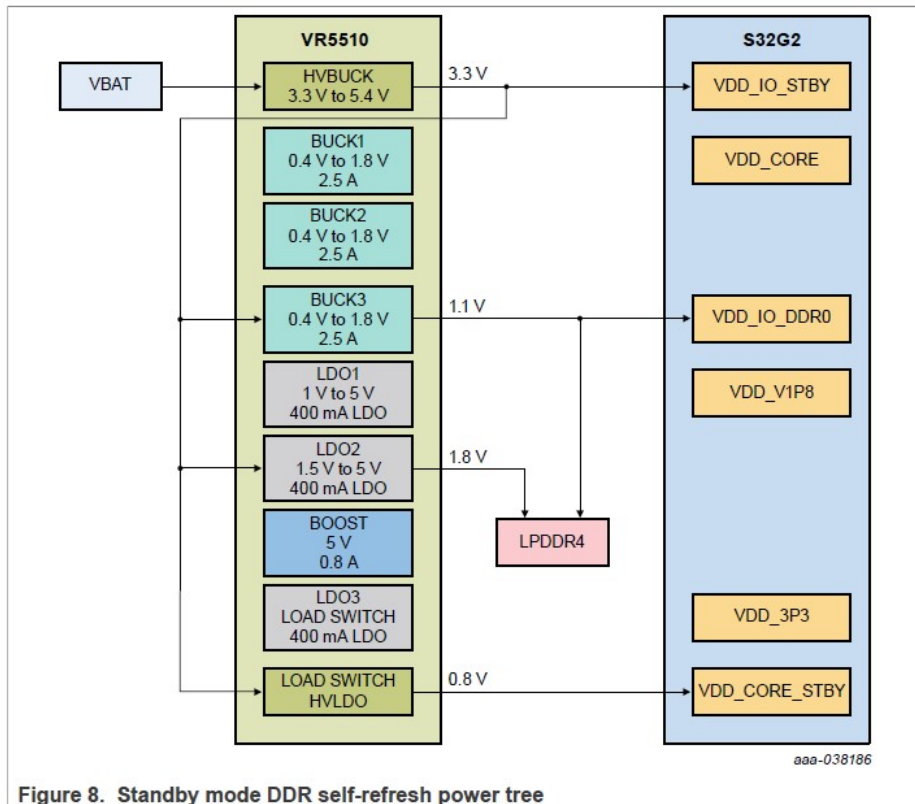 VR5510
S32G2
VBAT
HVBUCK
3.3 V to 5.4 V
3.3 V
VDD_IO_STBY
BUCK1
0.4 V to 1.8 V
2.5 A
VDD_CORE
BUCK2
0.4 V to 1.8 V
2.5 A
BUCK3
0.4 V to 1.8 V
2.5 A
1.1 V
VDD_IO_DDR0
LDO1
1 V to 5 V
400 mA LDO
VDD_V1P8
LDO2
1.5 V to 5 V
400 mA LDO
1.8 V
BOOST
5 V
0.8 A
LPDDR4
LDO3
LOAD SWITCH
400 mA LDO
VDD_3P3
LOAD SWITCH
HVLDO
0.8 V
VDD_CORE_STBY
aaa-038186
Figure 8. Standby mode DDR self-refresh power tree